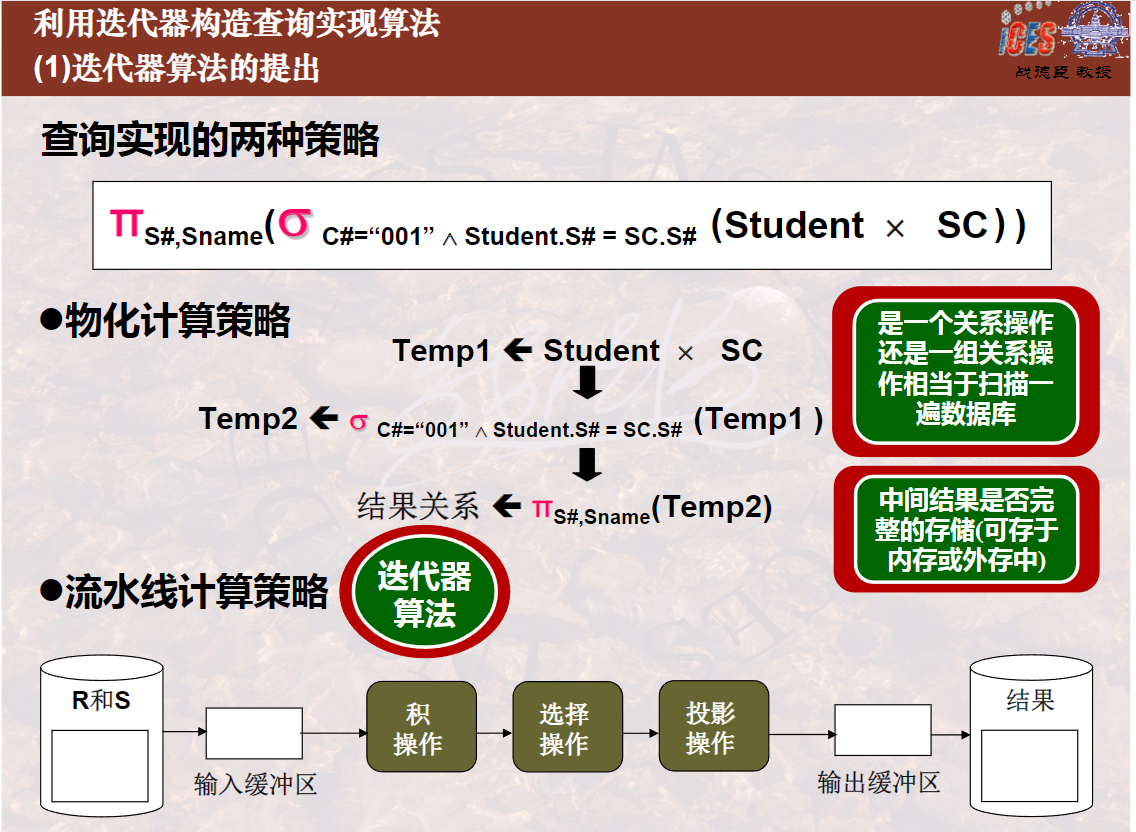 利用迭代器构造查询实现算法
(1)迭代器算法的提出
iCES
战德臣 教授
查询实现的两种策略
π S#,Sname(σ C#=“001” ∧ Student.S# = SC.S# (Student × SC))
●物化计算策略
Temp1 🡸 Student × SC
Temp2 🡸 σ C#=“001” ∧ Student.S# = SC.S# (Temp1 )
结果关系 🡸 πS#,Sname(Temp2)
是一个关系操作
还是一组关系操
作相当于扫描一
遍数据库
中间结果是否完
整的存储(可存于
内存或外存中)
●流水线计算策略
迭代器
算法
R和S
输入缓冲区
积
操作
选择
操作
投影
操作
输出缓冲区
结果